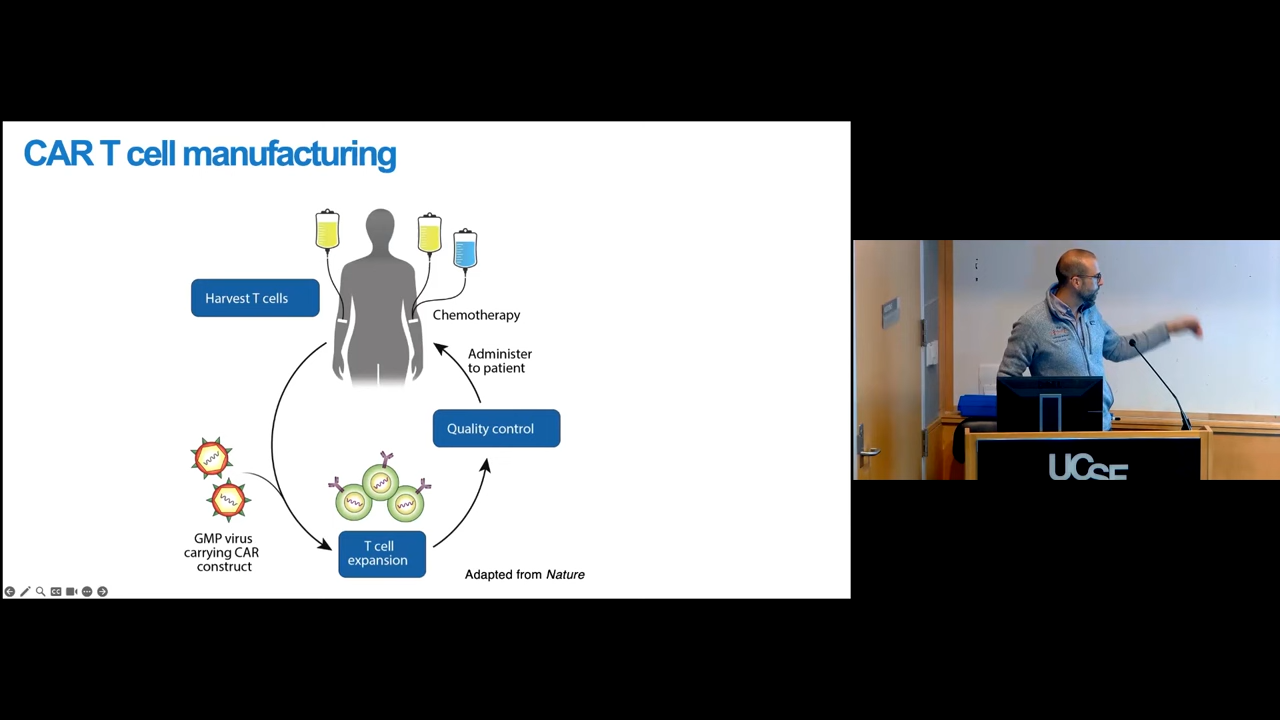 CAR T cell manufacturing
Harvest T cells
Chemotherapy
Administer
to patient
Quality control
GMP virus
carrying CAR
construct
T cell
expansion
Adapted from Nature
CC
UCSF